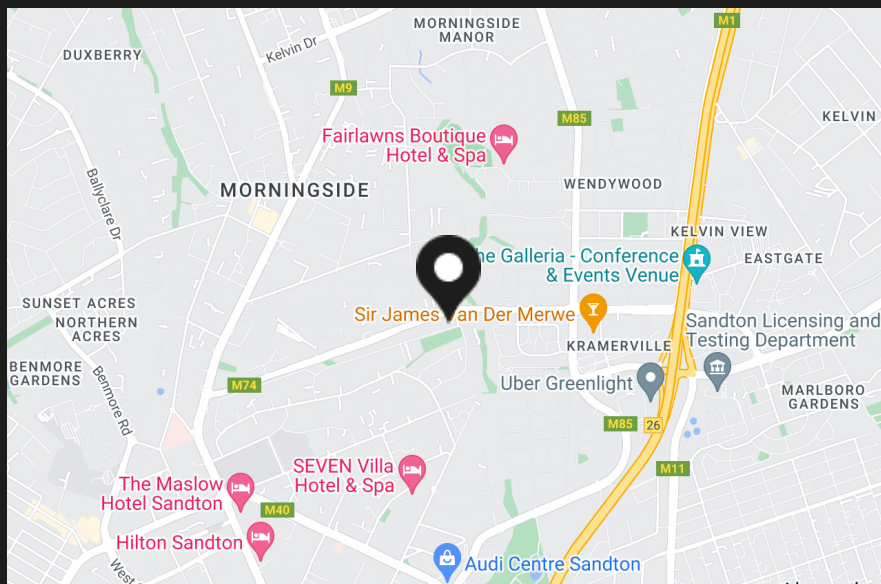 MORNINGSIDE
MANOR
M1
DUXBERRY
Kelvin Dr
M9
M85
KELVIN
Fairlawns Boutique
Hotel & Spa
Ballyclare Dr
MORNINGSIDE
WENDYWOOD
KELVIN VIEW
he Galleria - Conference
& Events Venue
EASTGATE
SUNSET ACRES
NORTHERN
ACRES
Sir James an Der Merwe
Sandton Licensing and
Testing Department
KRAMERVILLE
BENMORE
GARDENS
Benmore Rd
M74
Uber Greenlight
MARLBORO
GARDENS
M85
26
SEVEN Villa
Hotel & Spa
M11
The Maslow
Hotel Sandton
M40
Hilton Sandton
Audi Centre Sandton
West